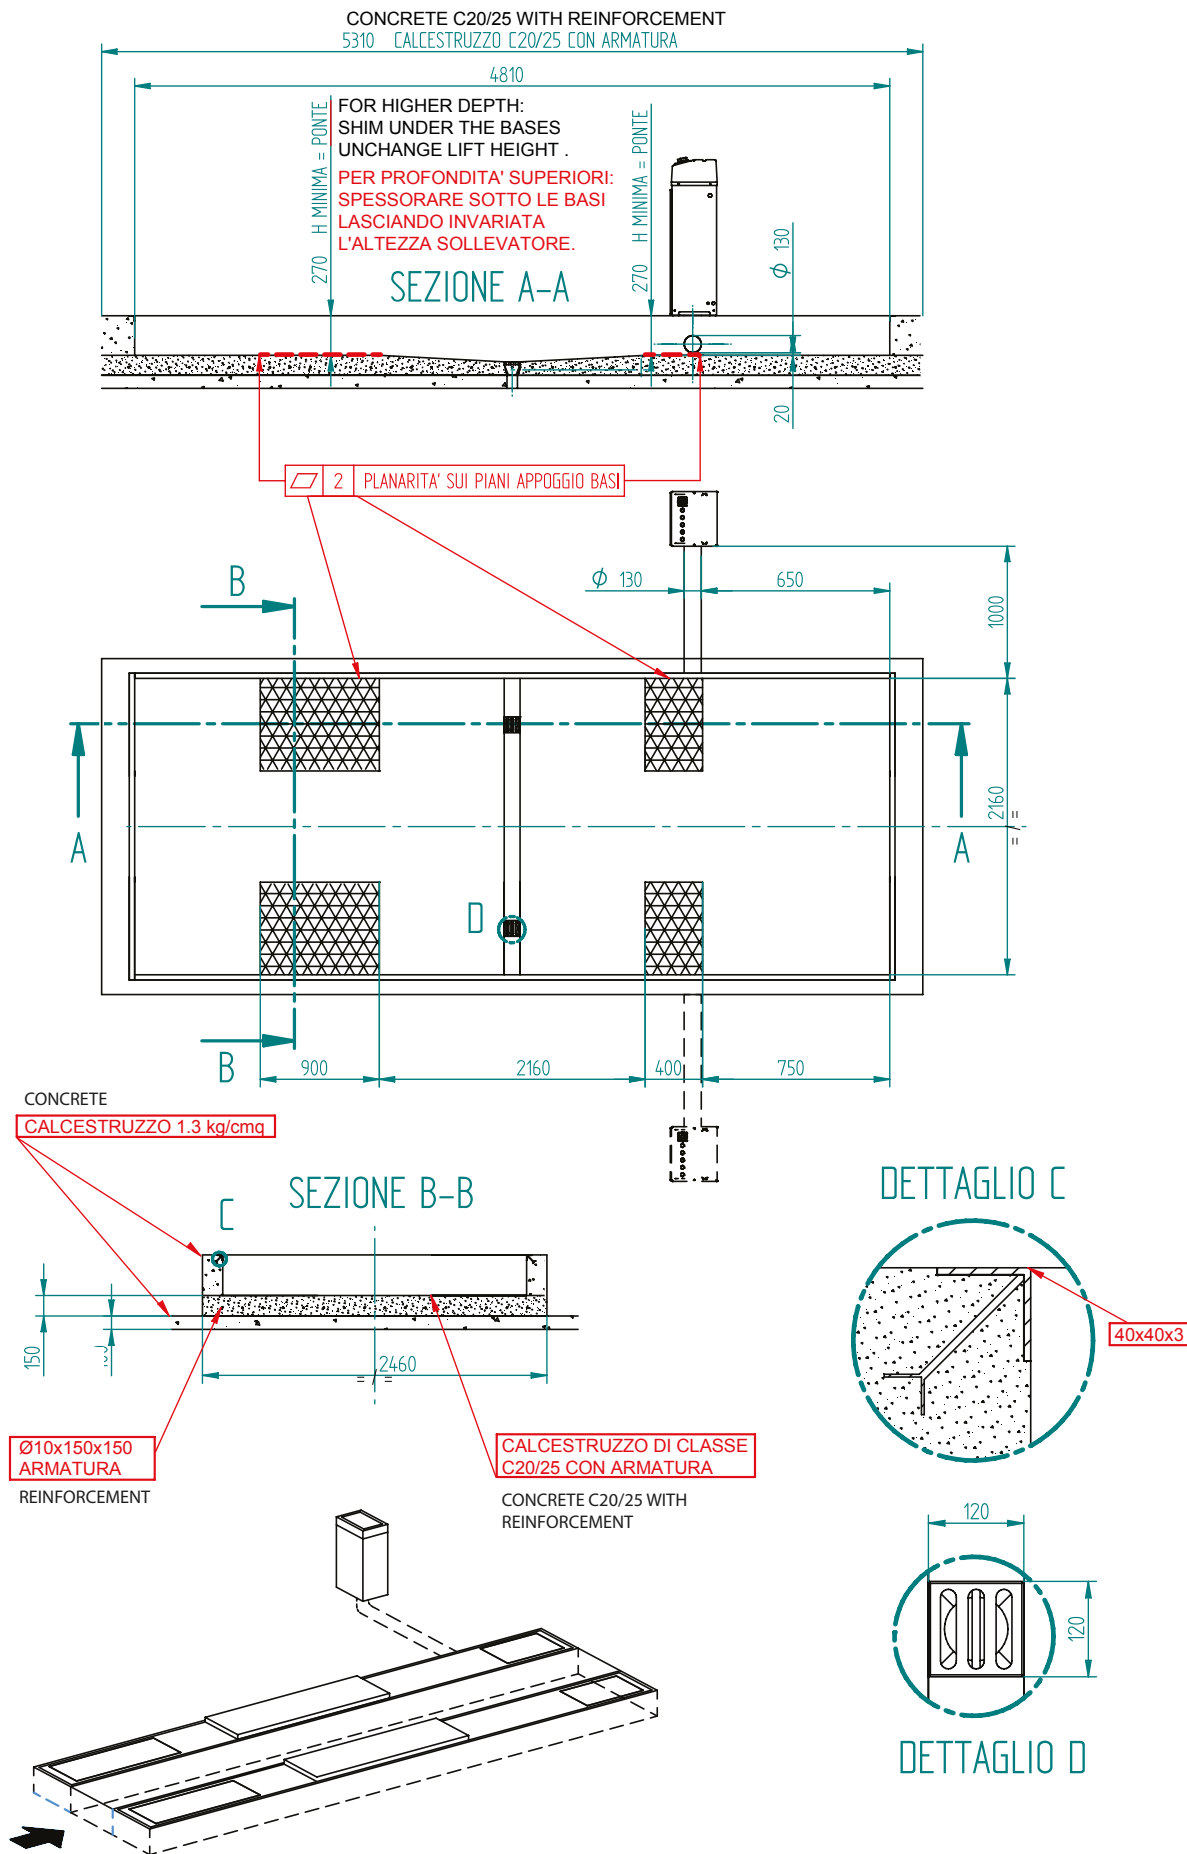 CONCRETE C20/25 WITH REINFORCEMENT
5310 CALCESTRUZZO C20/25 CON ARMATURA
4810
270 H MINIMA = PONTE
FOR HIGHER DEPTH:
SHIM UNDER THE BASES
UNCHANGE LIFT HEIGHT .
PER PROFONDITA' SUPERIORI:
SPESSORARE SOTTO LE BASI
LASCIANDO INVARIATA
L'ALTEZZA SOLLEVATORE.
270 H MINIMA = PONTE
ϕ 130
SEZIONE A-A
20
2 PLANARITA' SUI PIANI APPOGGIO BASI
B
ϕ 130
650
1000
A
A
2160
= / =
D
B
900
2160
400
750
CONCRETE
CALCESTRUZZO 1.3 kg/cmq
SEZIONE B-B
DETTAGLIO C
C
150
2460
= / =
40x40x3
Ø10x150x150
ARMATURA
REINFORCEMENT
CALCESTRUZZO DI CLASSE
C20/25 CON ARMATURA
CONCRETE C20/25 WITH
REINFORCEMENT
120
120
DETTAGLIO D